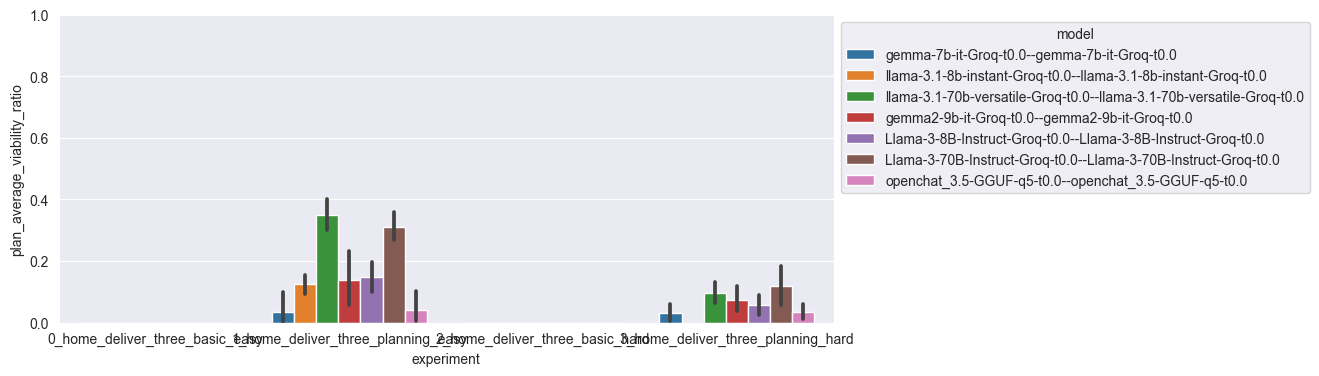 1.0
0.8
0.6
0.4
0.2
0.0
plan_average_viability_ratio
0_home_deliver_three_basic_easy
1_home_deliver_three_planning_easy
2_home_deliver_three_basic_hard
3_home_deliver_three_planning_hard
experiment
model
gemma-7b-it-Groq-t0.0--gemma-7b-it-Groq-t0.0
llama-3.1-8b-instant-Groq-t0.0--llama-3.1-8b-instant-Groq-t0.0
llama-3.1-70b-versatile-Groq-t0.0--llama-3.1-70b-versatile-Groq-t0.0
gemma2-9b-it-Groq-t0.0--gemma2-9b-it-Groq-t0.0
Llama-3-8B-Instruct-Groq-t0.0--Llama-3-8B-Instruct-Groq-t0.0
Llama-3-70B-Instruct-Groq-t0.0--Llama-3-70B-Instruct-Groq-t0.0
openchat_3.5-GGUF-q5-t0.0--openchat_3.5-GGUF-q5-t0.0